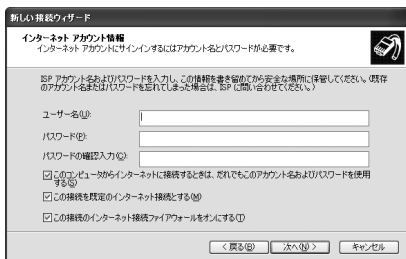 新しい接続ウィザード
インターネット アカウント情報
インターネット アカウントにサインインするにはアカウント名とパスワードが必要です。
ISP アカウント名およびパスワードを入力し、この情報を書き留めてから安全な場所に保管してください。(既存
のアカウント名またはパスワードを忘れてしまった場合は、ISP に問い合わせてください。)
ユーザー名(U):
パスワード(P):
パスワードの確認入力(C):
このコンピュータからインターネットに接続するときは、だれでもこのアカウント名およびパスワードを使用
する(S)
この接続を既定のインターネット接続とする(M)
この接続のインターネット接続ファイアウォールをオンにする(T)
< 戻る(B) 次へ(N) > キャンセル